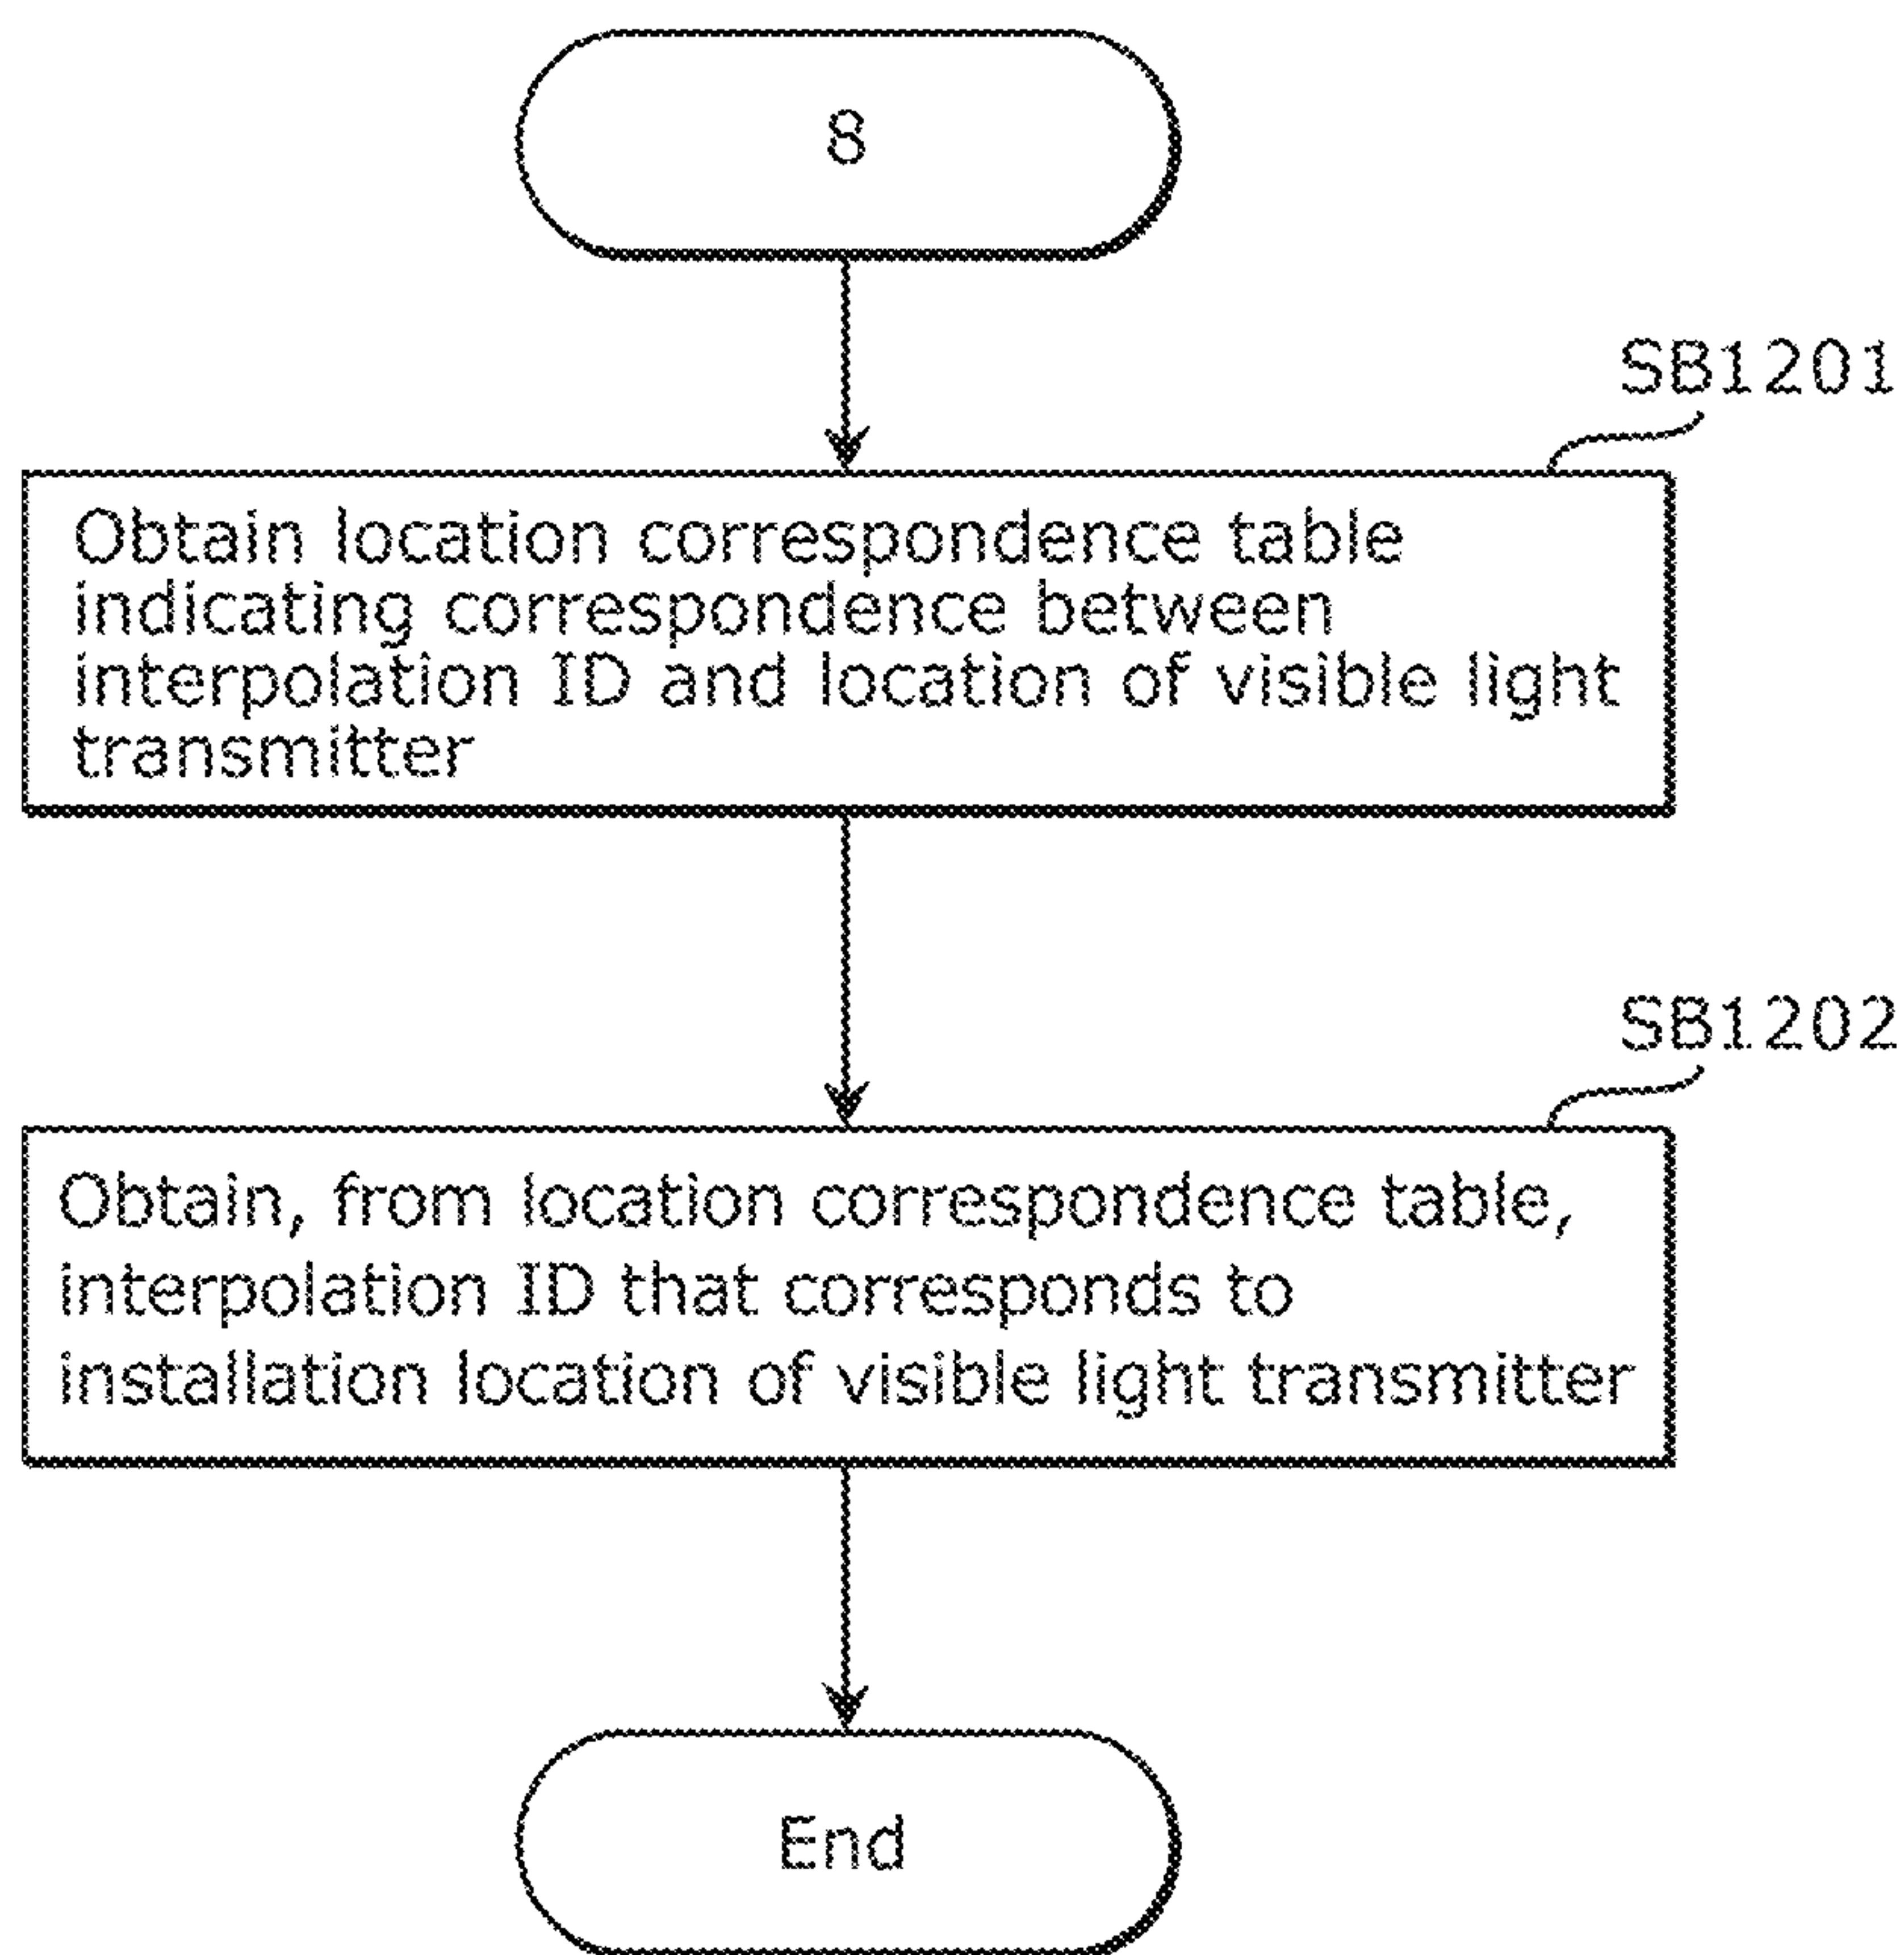 8
SB1201
Obtain location correspondence table
indicating correspondence between
interpolation ID and location of visible light
transmitter
SB1202
Obtain, from location correspondence table,
interpolation ID that corresponds to
installation location of visible light transmitter
End